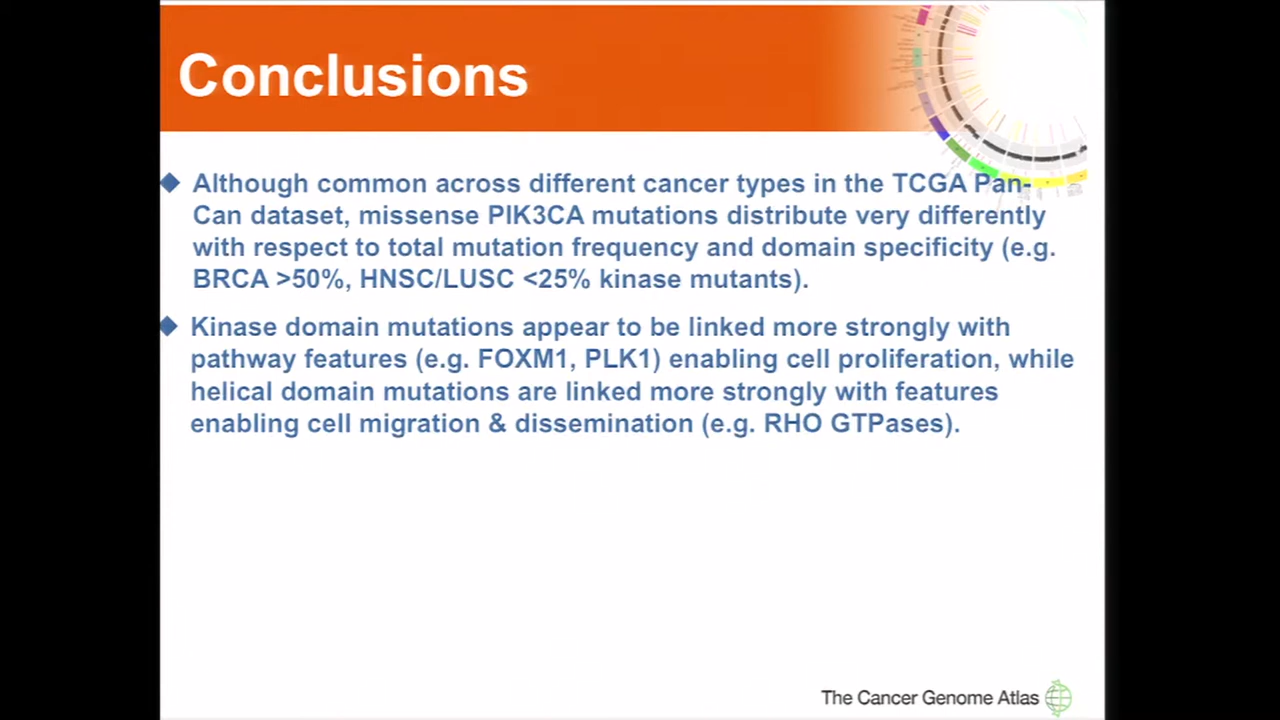 Conclusions
Although common across different cancer types in the TCGA Pan-
Can dataset, missense PIK3CA mutations distribute very differently
with respect to total mutation frequency and domain specificity (e.g.
BRCA >50%, HNSC/LUSC <25% kinase mutants).
Kinase domain mutations appear to be linked more strongly with
pathway features (e.g. FOXM1, PLK1) enabling cell proliferation, while
helical domain mutations are linked more strongly with features
enabling cell migration & dissemination (e.g. RHO GTPases).
The Cancer Genome Atlas